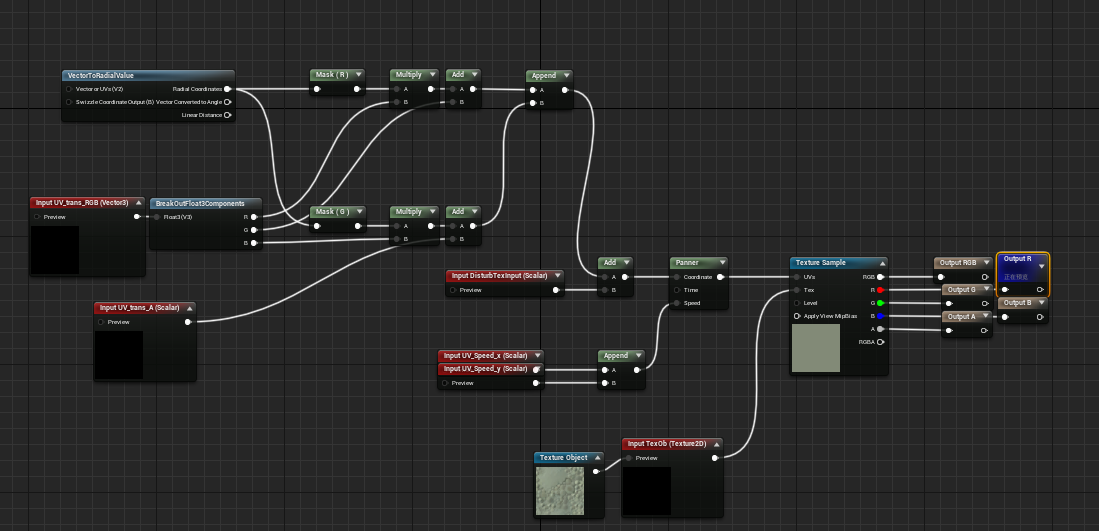 VectorToRadialValue
Vector or UVs (V2) Radial Coordinates
Swizzle Coordinate Output (B) Vector Converted to Angle
Linear Distance
Mask ( R )
Multiply
A
B
Add
A
B
Append
A
B
Input UV_trans_RGB (Vector3)
Preview
BreakOutFloat3Components
Float3(V3) R
G
B
Mask ( G )
Multiply
A
B
Add
A
B
Input UV_trans_A (Scalar)
Preview
Input DisturbTexInput (Scalar)
Preview
Add
A
B
Panner
Coordinate
Time
Speed
Input UV_Speed_x (Scalar)
Input UV_Speed_y (Scalar)
Preview
Append
A
B
Texture Object
Input TexOb (Texture2D)
Preview
Texture Sample
UVs RGB
Tex R
Level G
Apply View MipBias B
A
RGBA
Output RGB
Output R
正在预览
Output G
Output B
Output A